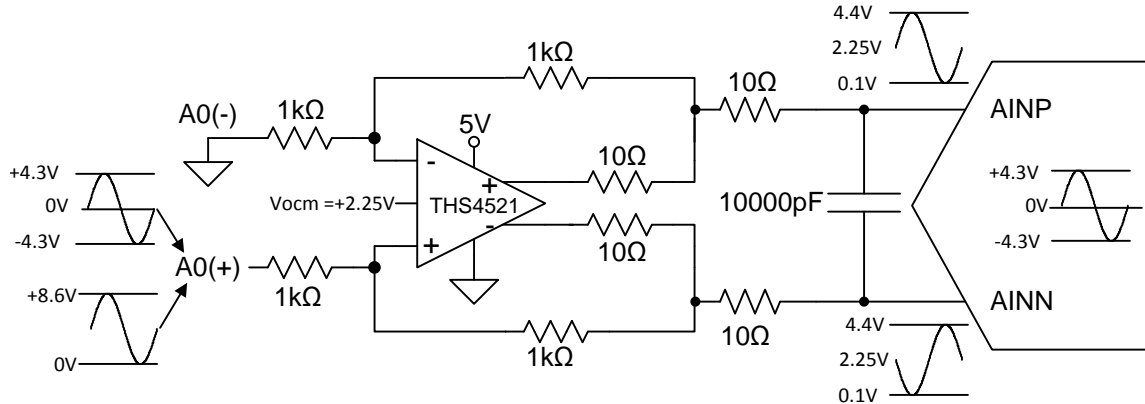 1kΩ
4.4V
2.25V
0.1V
10Ω
A0(-)
1kΩ
5V
AINP
+4.3V
0V
-4.3V
-
+
10Ω
Vocm =+2.25V
THS4521
10000pF
+4.3V
0V
-4.3V
A0(+)
1kΩ
+
-
10Ω
+8.6V
0V
AINN
1kΩ
10Ω
4.4V
2.25V
0.1V